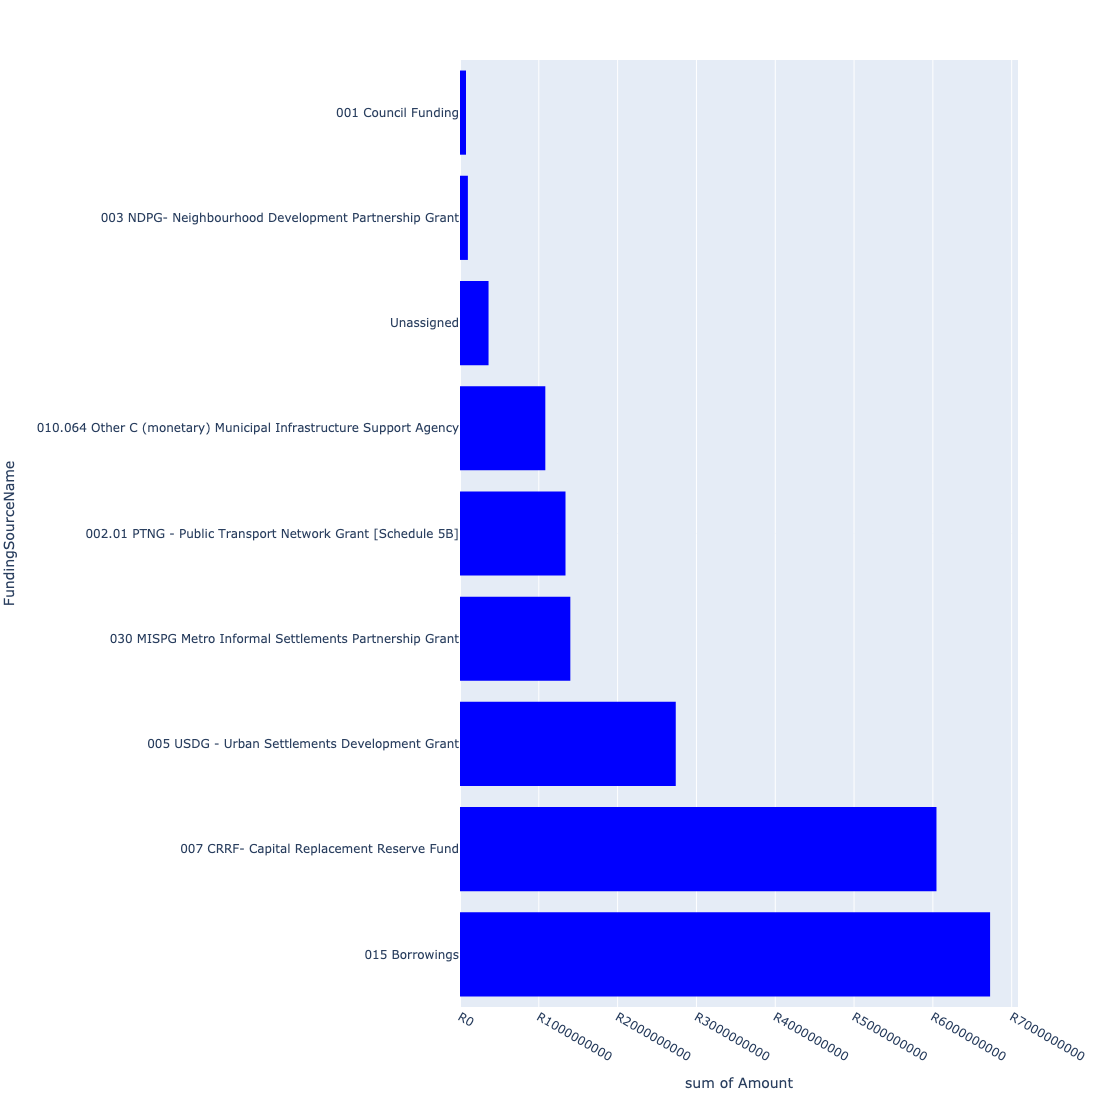 001 Council Funding
003 NDPG- Neighbourhood Development Partnership Grant
Unassigned
010.064 Other C (monetary) Municipal Infrastructure Support Agency
002.01 PTNG - Public Transport Network Grant [Schedule 5B]
030 MISPG Metro Informal Settlements Partnership Grant
005 USDG - Urban Settlements Development Grant
007 CRRF- Capital Replacement Reserve Fund
015 Borrowings
FundingSourceName
R0
R1000000000
R2000000000
R3000000000
R4000000000
R5000000000
R6000000000
R7000000000
sum of Amount